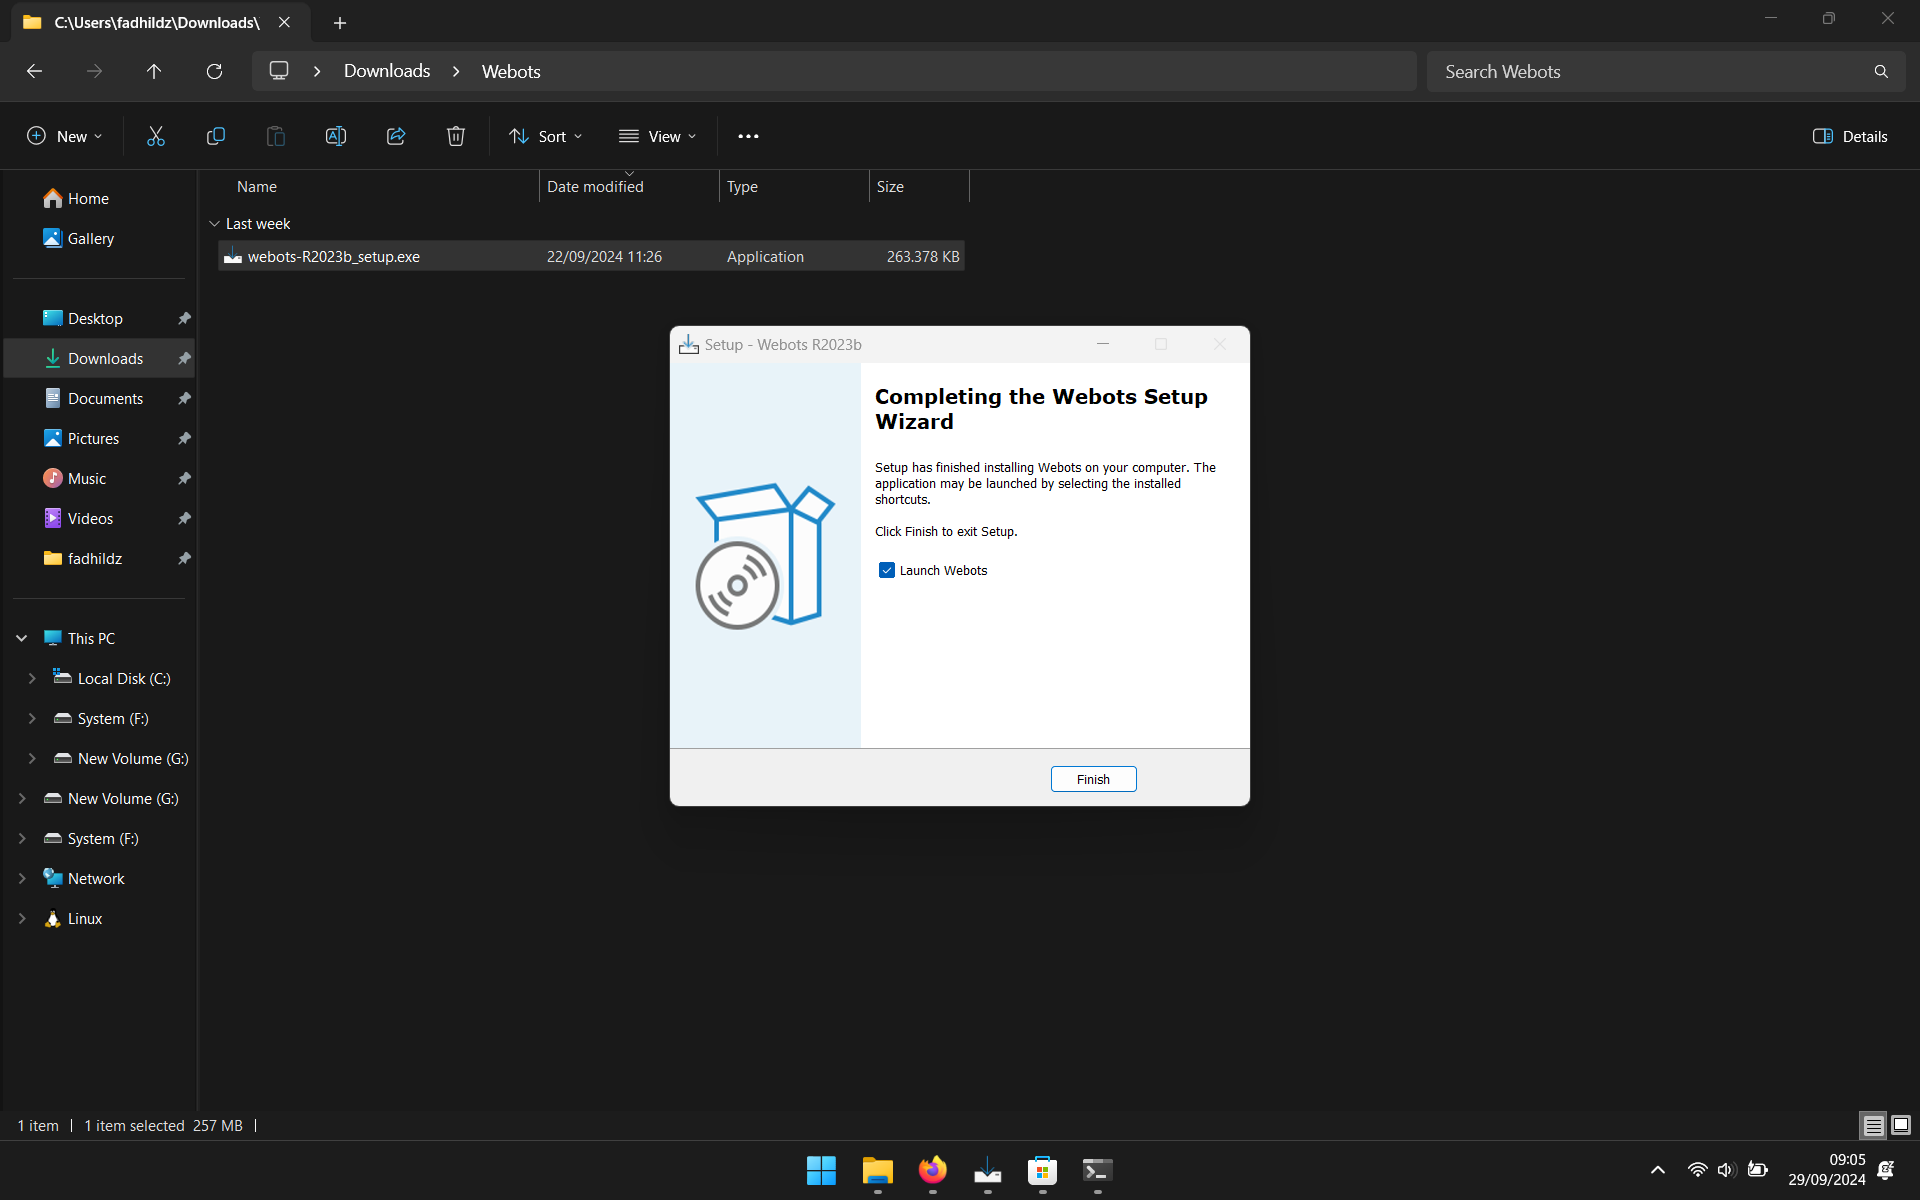 C:\Users\fadhildz\Downloads\
Downloads
Webots
Search Webots
New
Sort
View
Details
Name
Date modified
Type
Size
Last week
webots-R2023b_setup.exe
22/09/2024 11:26
Application
263.378 KB
Home
Gallery
Desktop
Downloads
Documents
Pictures
Music
Videos
fadhildz
This PC
Local Disk (C:)
System (F:)
New Volume (G:)
New Volume (G:)
System (F:)
Network
Linux
Setup - Webots R2023b
Completing the Webots Setup
Wizard
Setup has finished installing Webots on your computer. The
application may be launched by selecting the installed
shortcuts.
Click Finish to exit Setup.
Launch Webots
Finish
1 item
1 item selected 257 MB
09:05
29/09/2024